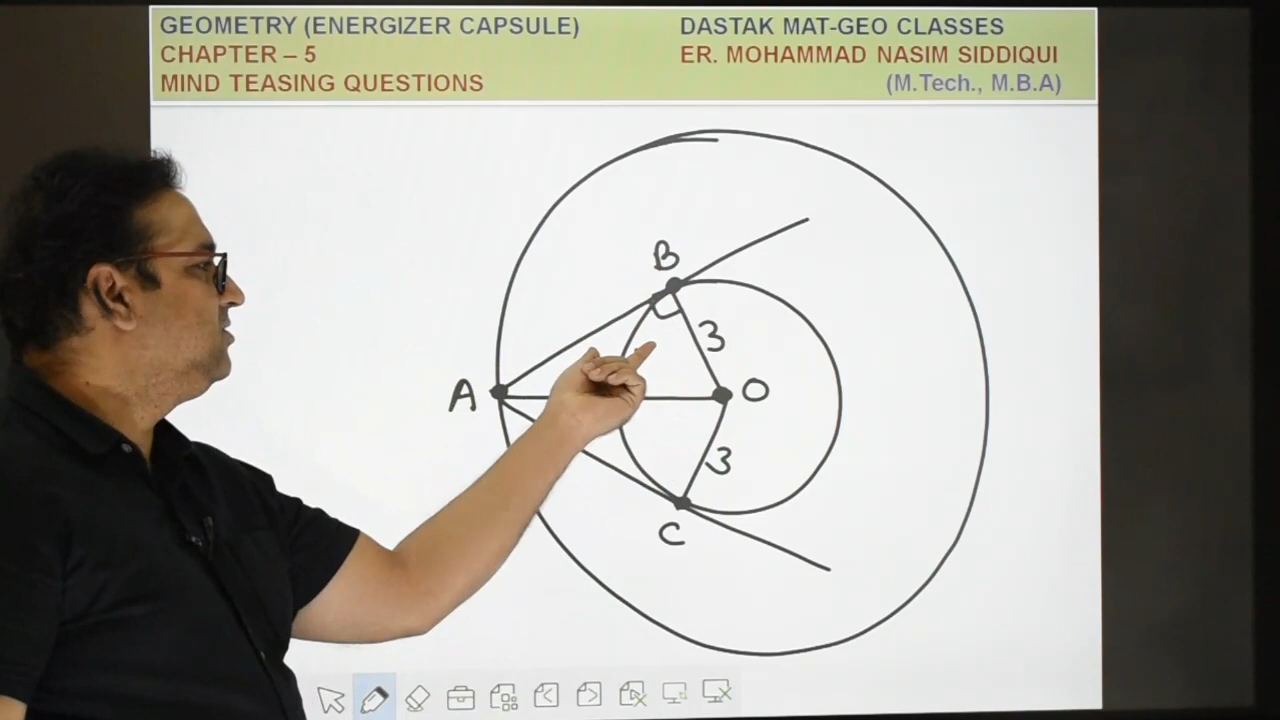 GEOMETRY (ENERGIZER CAPSULE)
CHAPTER – 5
MIND TEASING QUESTIONS
DASTAK MAT-GEO CLASSES
ER. MOHAMMAD NASIM SIDDIQUI
(M.Tech., M.B.A)
B
3
A
O
3
C